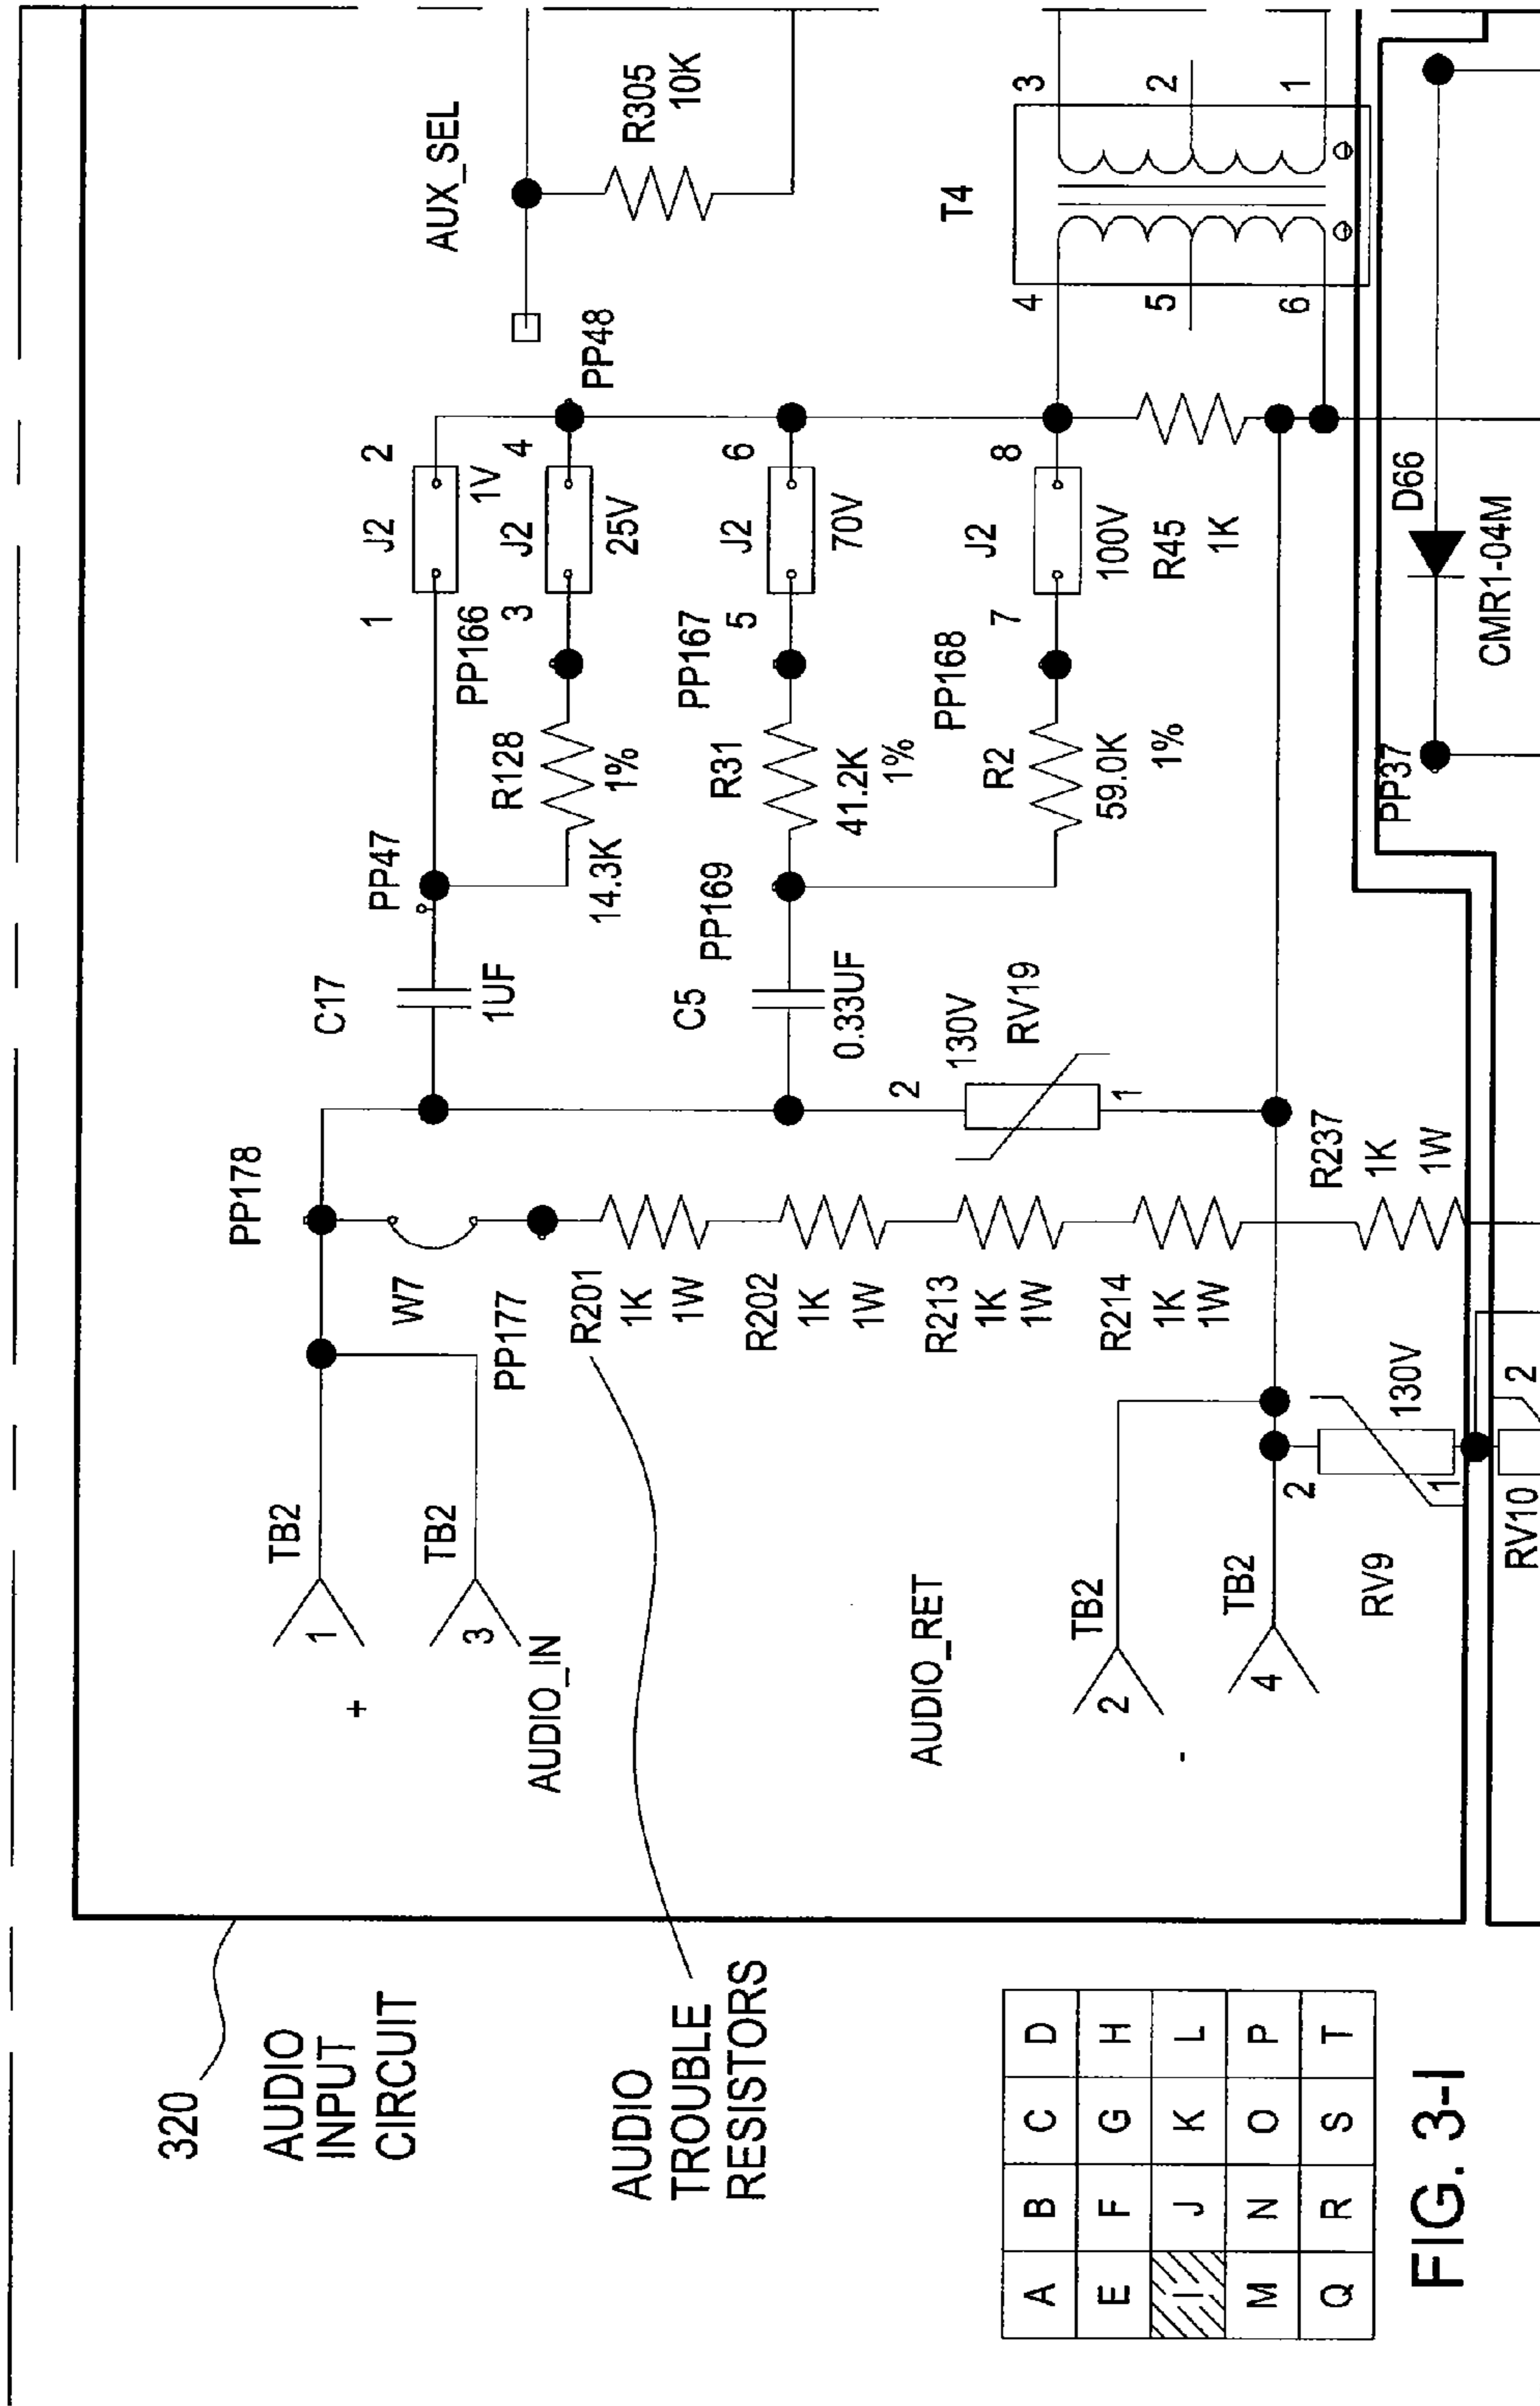 320
AUDIO
INPUT
CIRCUIT
AUDIO
TROUBLE
RESISTORS
TB2
1
+
TB2
3
AUDIO_IN
PP178
W7
PP177
R201
1K
1W
R202
1K
1W
R213
1K
1W
R214
1K
1W
R237
1K
1W
AUDIO_RET
TB2
2
-
TB2
4
RV9
2
1
130V
RV10
2
C17
1UF
PP47
C5
0.33UF
PP169
2
130V
RV19
1
14.3K
R128
1%
PP166
R31
41.2K
1%
PP167
R2
59.0K
1%
PP168
1
J2
2
1V
3
J2
4
25V
PP48
5
J2
6
70V
7
J2
8
100V
R45
1K
AUX_SEL
R305
10K
T4
4
5
6
3
2
1
PP37
D66
CMR1-04M
A B C D
E F G H
I J K L
M N O P
Q R S T
FIG. 3-I